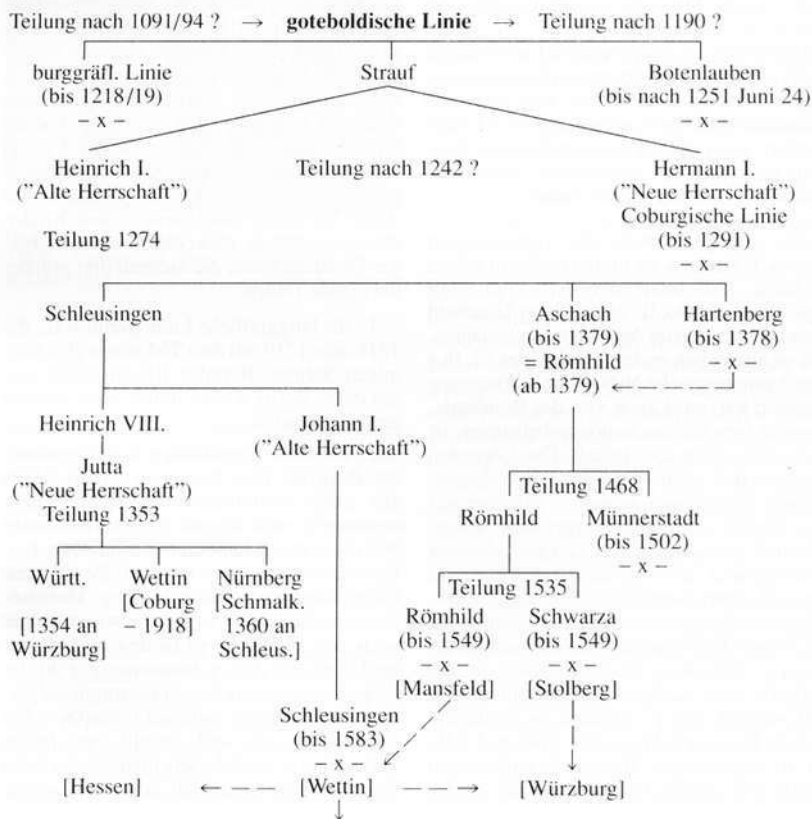 Teilung nach 1091/94 ? → goteboldische Linie → Teilung nach 1190 ?
burggräfl. Linie Strauf Botenlauben
(bis 1218/19) (bis nach 1251 Juni 24)
– x – – x –
Heinrich I. Teilung nach 1242 ? Hermann I.
("Alte Herrschaft") ("Neue Herrschaft")
Coburgische Linie
Teilung 1274 (bis 1291)
– x –
Schleusingen Aschach Hartenberg
(bis 1379) (bis 1378)
= Römhild – x –
(ab 1379)
Heinrich VIII. Johann I.
("Alte Herrschaft")
Jutta
("Neue Herrschaft") Teilung 1468
Teilung 1353 Römhild Münnerstadt
(bis 1502)
– x –
Württ. Wettin Nürnberg Teilung 1535
[Coburg [Schmalk. Römhild Schwarza
[1354 an – 1918] 1360 an (bis 1549) (bis 1549)
Würzburg] Schleus.] – x – – x –
[Mansfeld] [Stolberg]
Schleusingen
(bis 1583)
– x –
[Hessen] ← – – – [Wettin] – – – → [Würzburg]